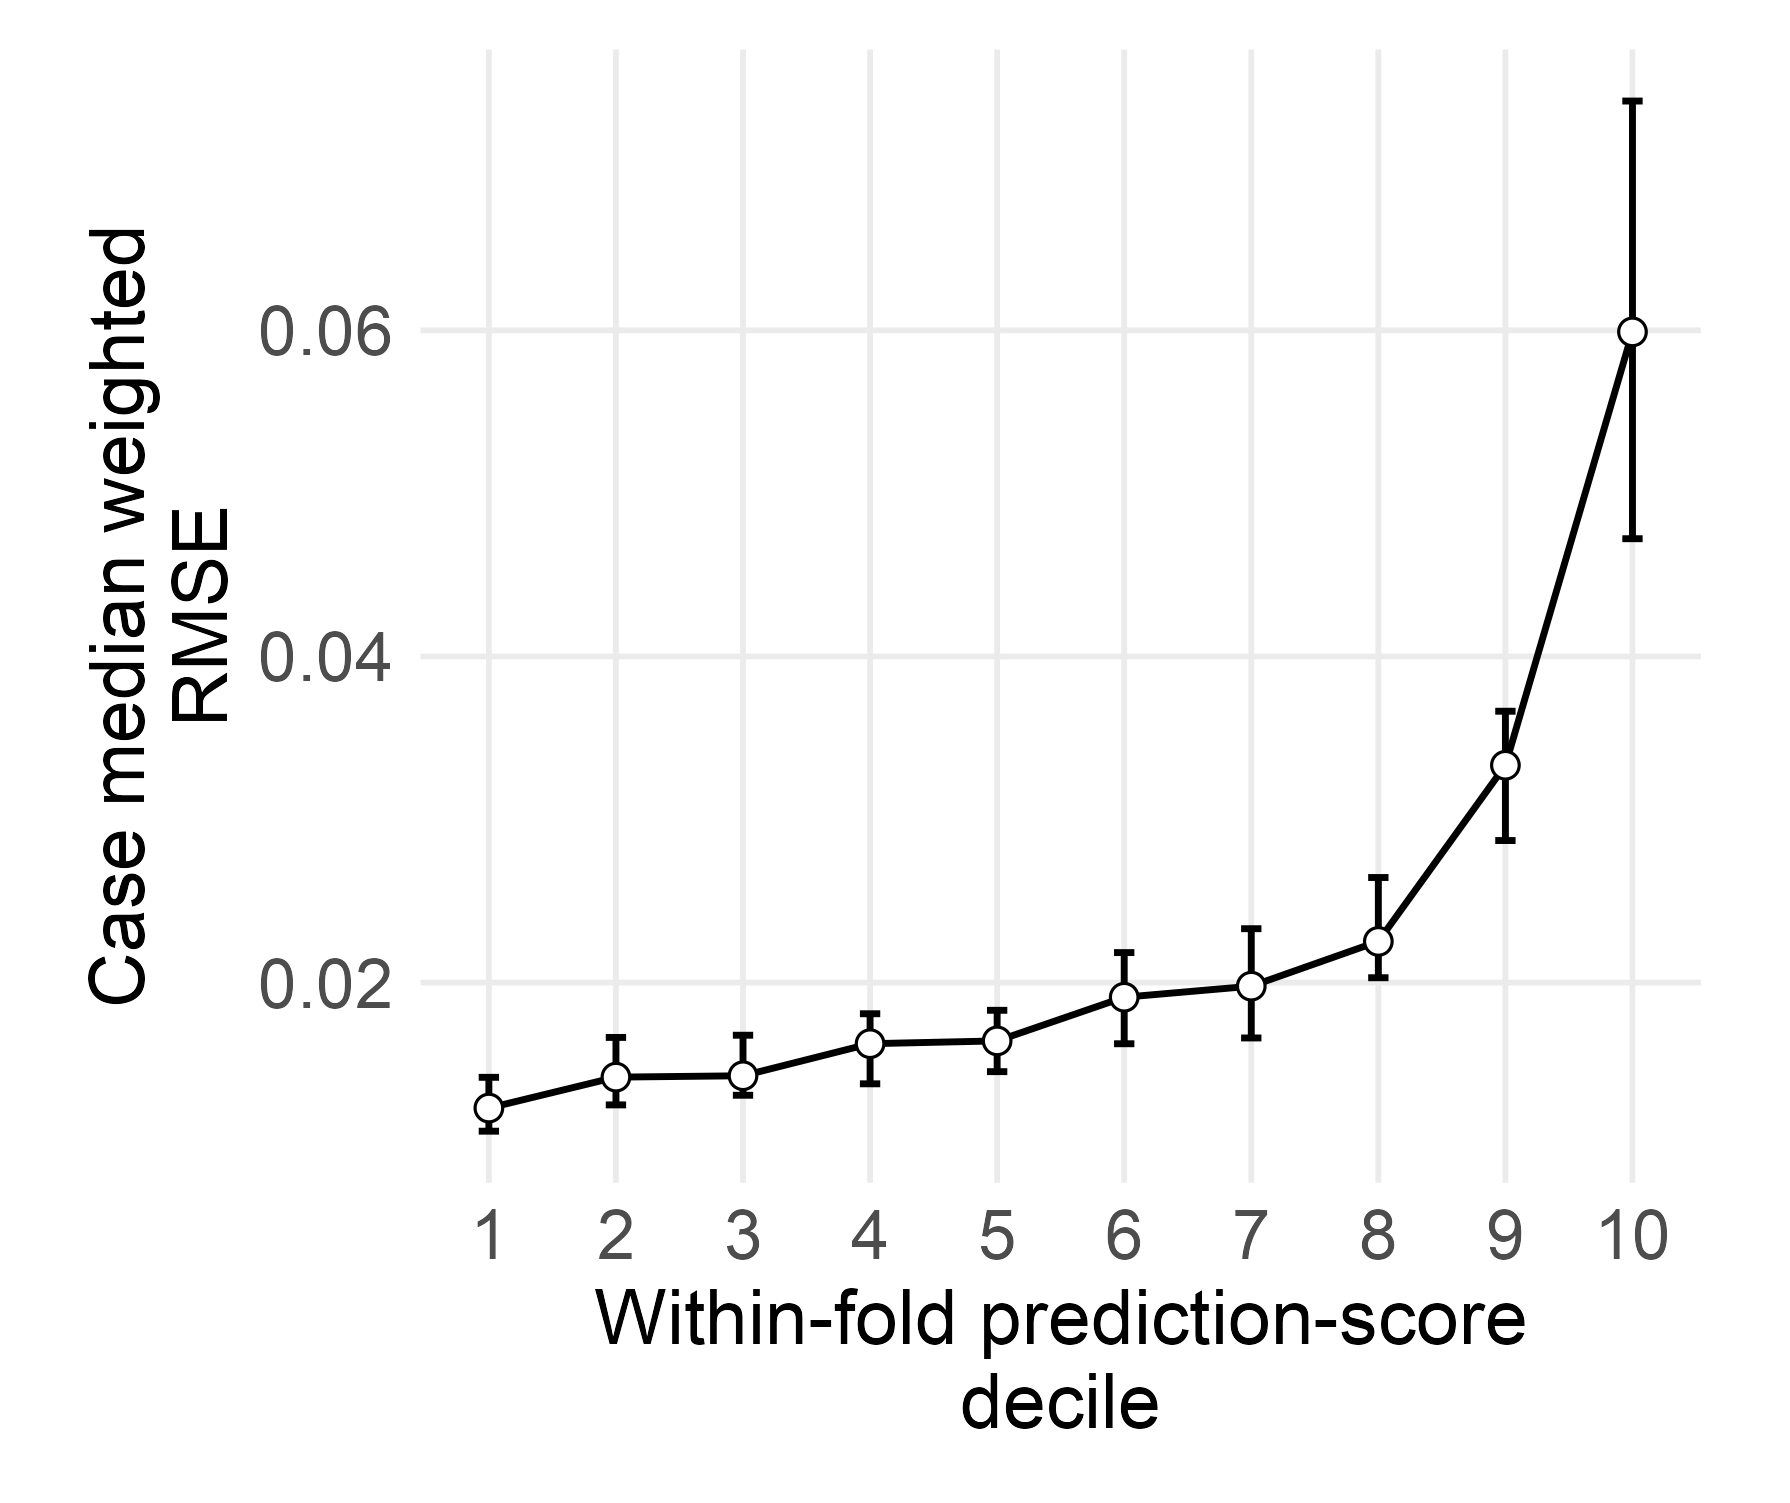 Case median weighted
RMSE
0.06
0.04
0.02
1 2 3 4 5 6 7 8 9 10
Within-fold prediction-score
decile